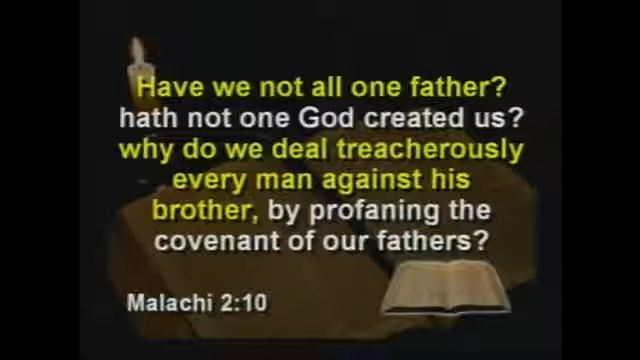 Have we not all one father?
hath not one God created us?
why do we deal treacherously
every man against his
brother, by profaning the
covenant of our fathers?
Malachi 2:10